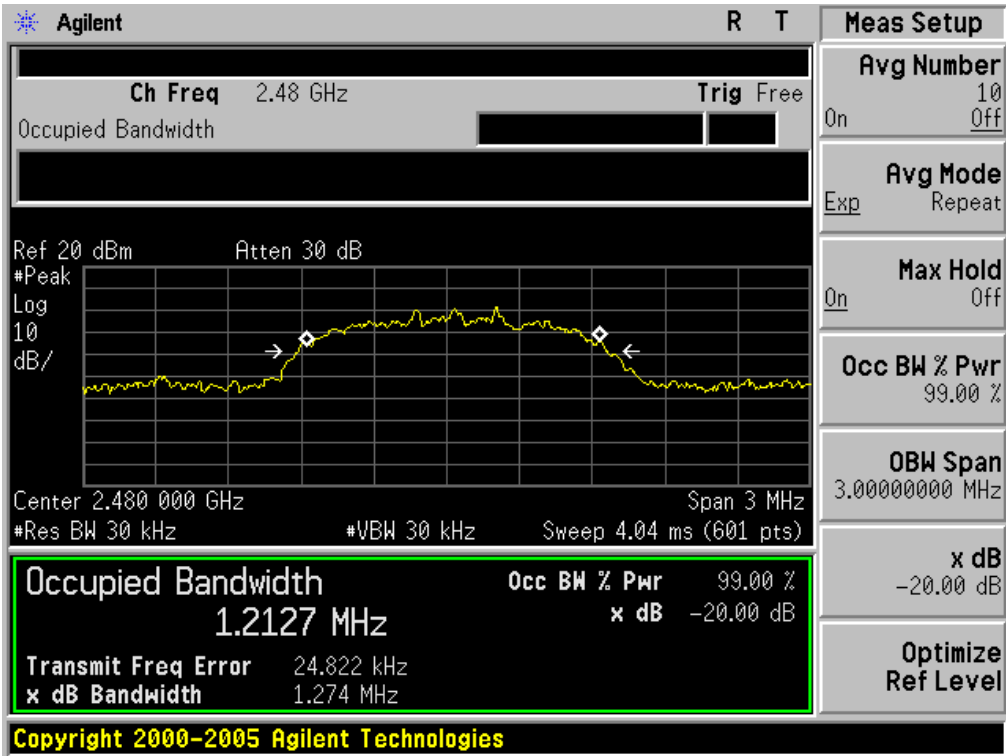 Agilent R T
Ch Freq 2.48 GHz Trig Free
Occupied Bandwidth
Ref 20 dBm Atten 30 dB
#Peak
Log
10
dB/
Center 2.480 000 GHz Span 3 MHz
#Res BW 30 kHz #VBW 30 kHz Sweep 4.04 ms (601 pts)
Occupied Bandwidth Occ BW % Pwr 99.00 %
1.2127 MHz x dB -20.00 dB
Transmit Freq Error 24.822 kHz
x dB Bandwidth 1.274 MHz
Copyright 2000-2005 Agilent Technologies
Meas Setup
Avg Number
10
On Off
Avg Mode
Exp Repeat
Max Hold
On Off
Occ BW % Pwr
99.00 %
OBW Span
3.00000000 MHz
x dB
-20.00 dB
Optimize
Ref Level